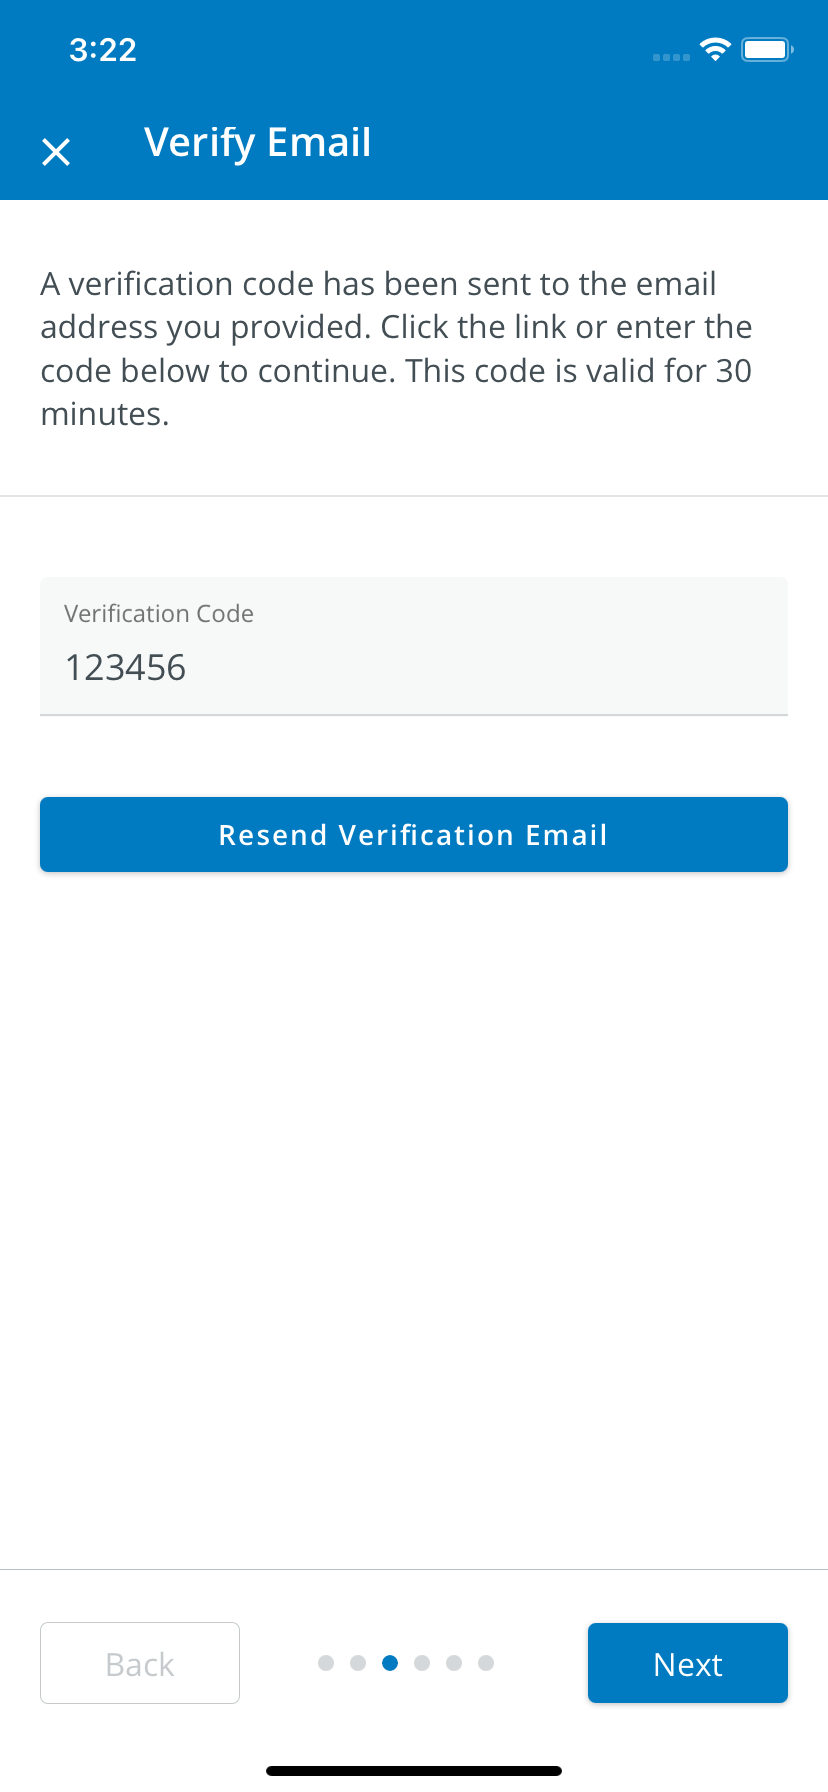 3:22
Verify Email
A verification code has been sent to the email
address you provided. Click the link or enter the
code below to continue. This code is valid for 30
minutes.
Verification Code
123456
Resend Verification Email
Back
Next